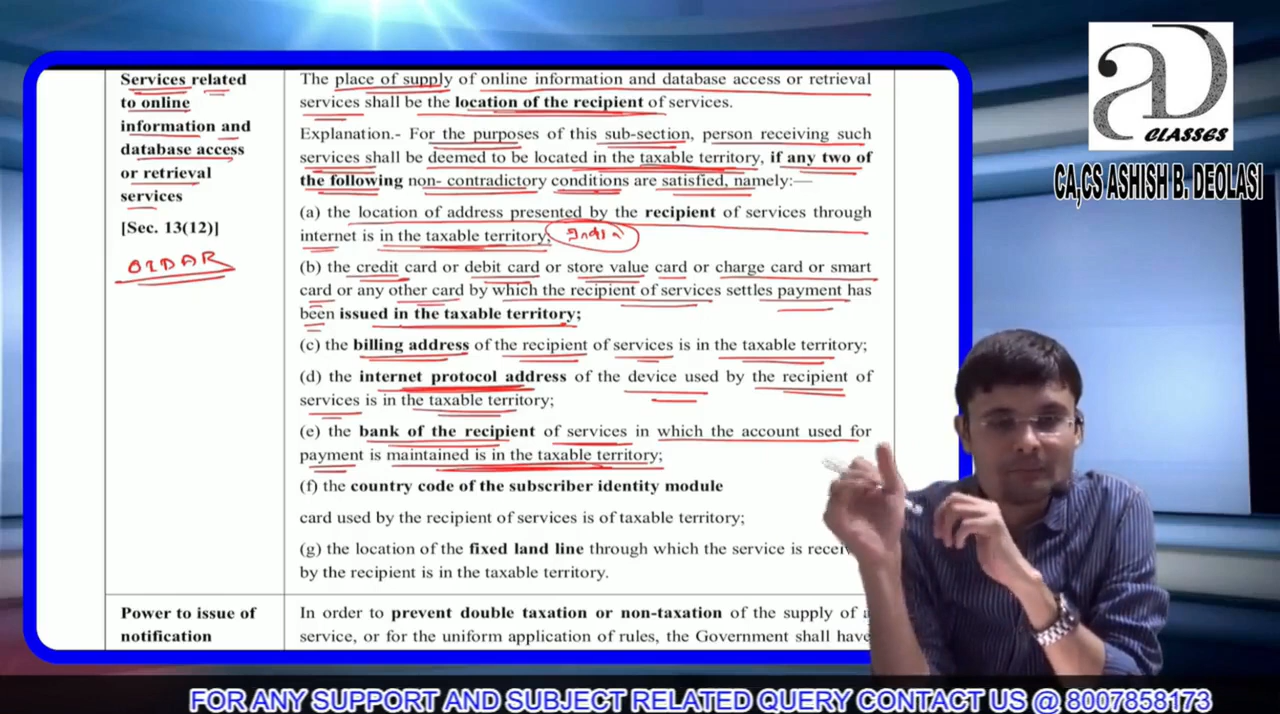 Services related
to online
information and
database access
or retrieval
services
[Sec. 13(12)]
OIDAR
The place of supply of online information and database access or retrieval
services shall be the location of the recipient of services.
Explanation.- For the purposes of this sub-section, person receiving such
services shall be deemed to be located in the taxable territory, if any two of
the following non- contradictory conditions are satisfied, namely:—
(a) the location of address presented by the recipient of services through
internet is in the taxable territory; India
(b) the credit card or debit card or store value card or charge card or smart
card or any other card by which the recipient of services settles payment has
been issued in the taxable territory;
(c) the billing address of the recipient of services is in the taxable territory;
(d) the internet protocol address of the device used by the recipient of
services is in the taxable territory;
(e) the bank of the recipient of services in which the account used for
payment is maintained is in the taxable territory;
(f) the country code of the subscriber identity module
card used by the recipient of services is of taxable territory;
(g) the location of the fixed land line through which the service is
by the recipient is in the taxable territory.
Power to issue of
notification
In order to prevent double taxation or non-taxation of the supply of a
service, or for the uniform application of rules, the Government shall have
aD
CLASSES
CA,CS ASHISH B. DEOLASI
FOR ANY SUPPORT AND SUBJECT RELATED QUERY CONTACT US @ 8007858173